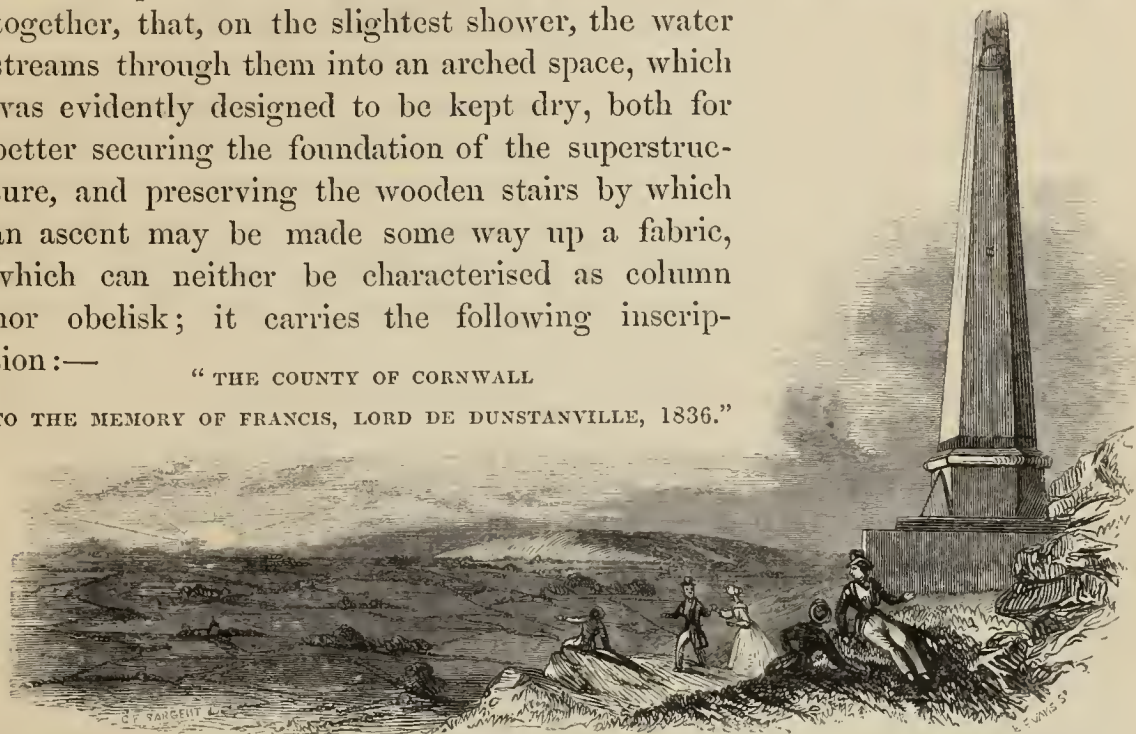 together, that, on the slightest shower, the water
streams through them into an arched space, which
was evidently designed to be kept dry, both for
better securing the foundation of the superstruc-
ture, and preserving the wooden stairs by which
an ascent may be made some way up a fabric,
which can neither be characterised as column
nor obelisk; it carries the following inscrip-
tion:—
“ THE COUNTY OF CORNWALL
TO THE MEMORY OF FRANCIS, LORD DE DUNSTANVILLE, 1836.”
C F SARGENT
E EVANS S